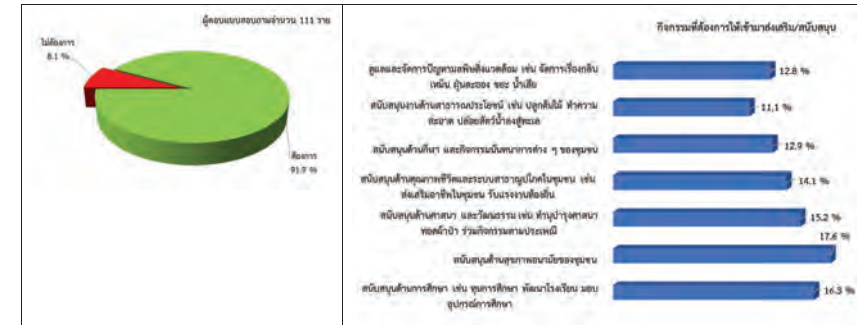 ผู้ตอบแบบสอบถามจำนวน 111 ราย
ไม่ต้องการ
8.1 %
ต้องการ
91.9 %
กิจกรรมที่ต้องการให้เข้ามาส่งเสริม/สนับสนุน
ดูแลและจัดการปัญหามลพิษสิ่งแวดล้อม เช่น จัดการเรื่องกลิ่น
เหม็น ฝุ่นละออง ขยะ น้ำเสีย
12.8 %
สนับสนุนงานด้านสาธารณประโยชน์ เช่น ปลูกต้นไม้ ทำความ
สะอาด ปล่อยสัตว์น้ำลงสู่ทะเล
11.1 %
สนับสนุนด้านกีฬา และกิจกรรมนันทนาการต่าง ๆ ของชุมชน
12.9 %
สนับสนุนด้านคุณภาพชีวิตและระบบสาธารณูปโภคในชุมชน เช่น
ส่งเสริมอาชีพในชุมชน รับแรงงานท้องถิ่น
14.1 %
สนับสนุนด้านศาสนา และวัฒนธรรม เช่น ทำนุบำรุงศาสนา
ทอดผ้าป่า ร่วมกิจกรรมตามประเพณี
15.2 %
17.6 %
สนับสนุนด้านสุขภาพอนามัยของชุมชน
สนับสนุนด้านการศึกษา เช่น ทุนการศึกษา พัฒนาโรงเรียน มอบ
อุปกรณ์การศึกษา
16.3 %